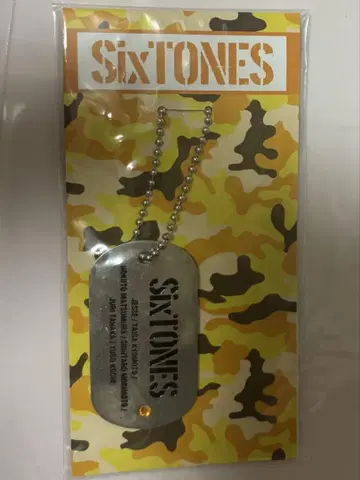 SixTONES
SixTONES
JESSE / TAIGA KYOMOTO /
HOKUTO MATSUMURA / SHINTARO MORIMOTO /
JURI TANAKA / YUGO KOCHI